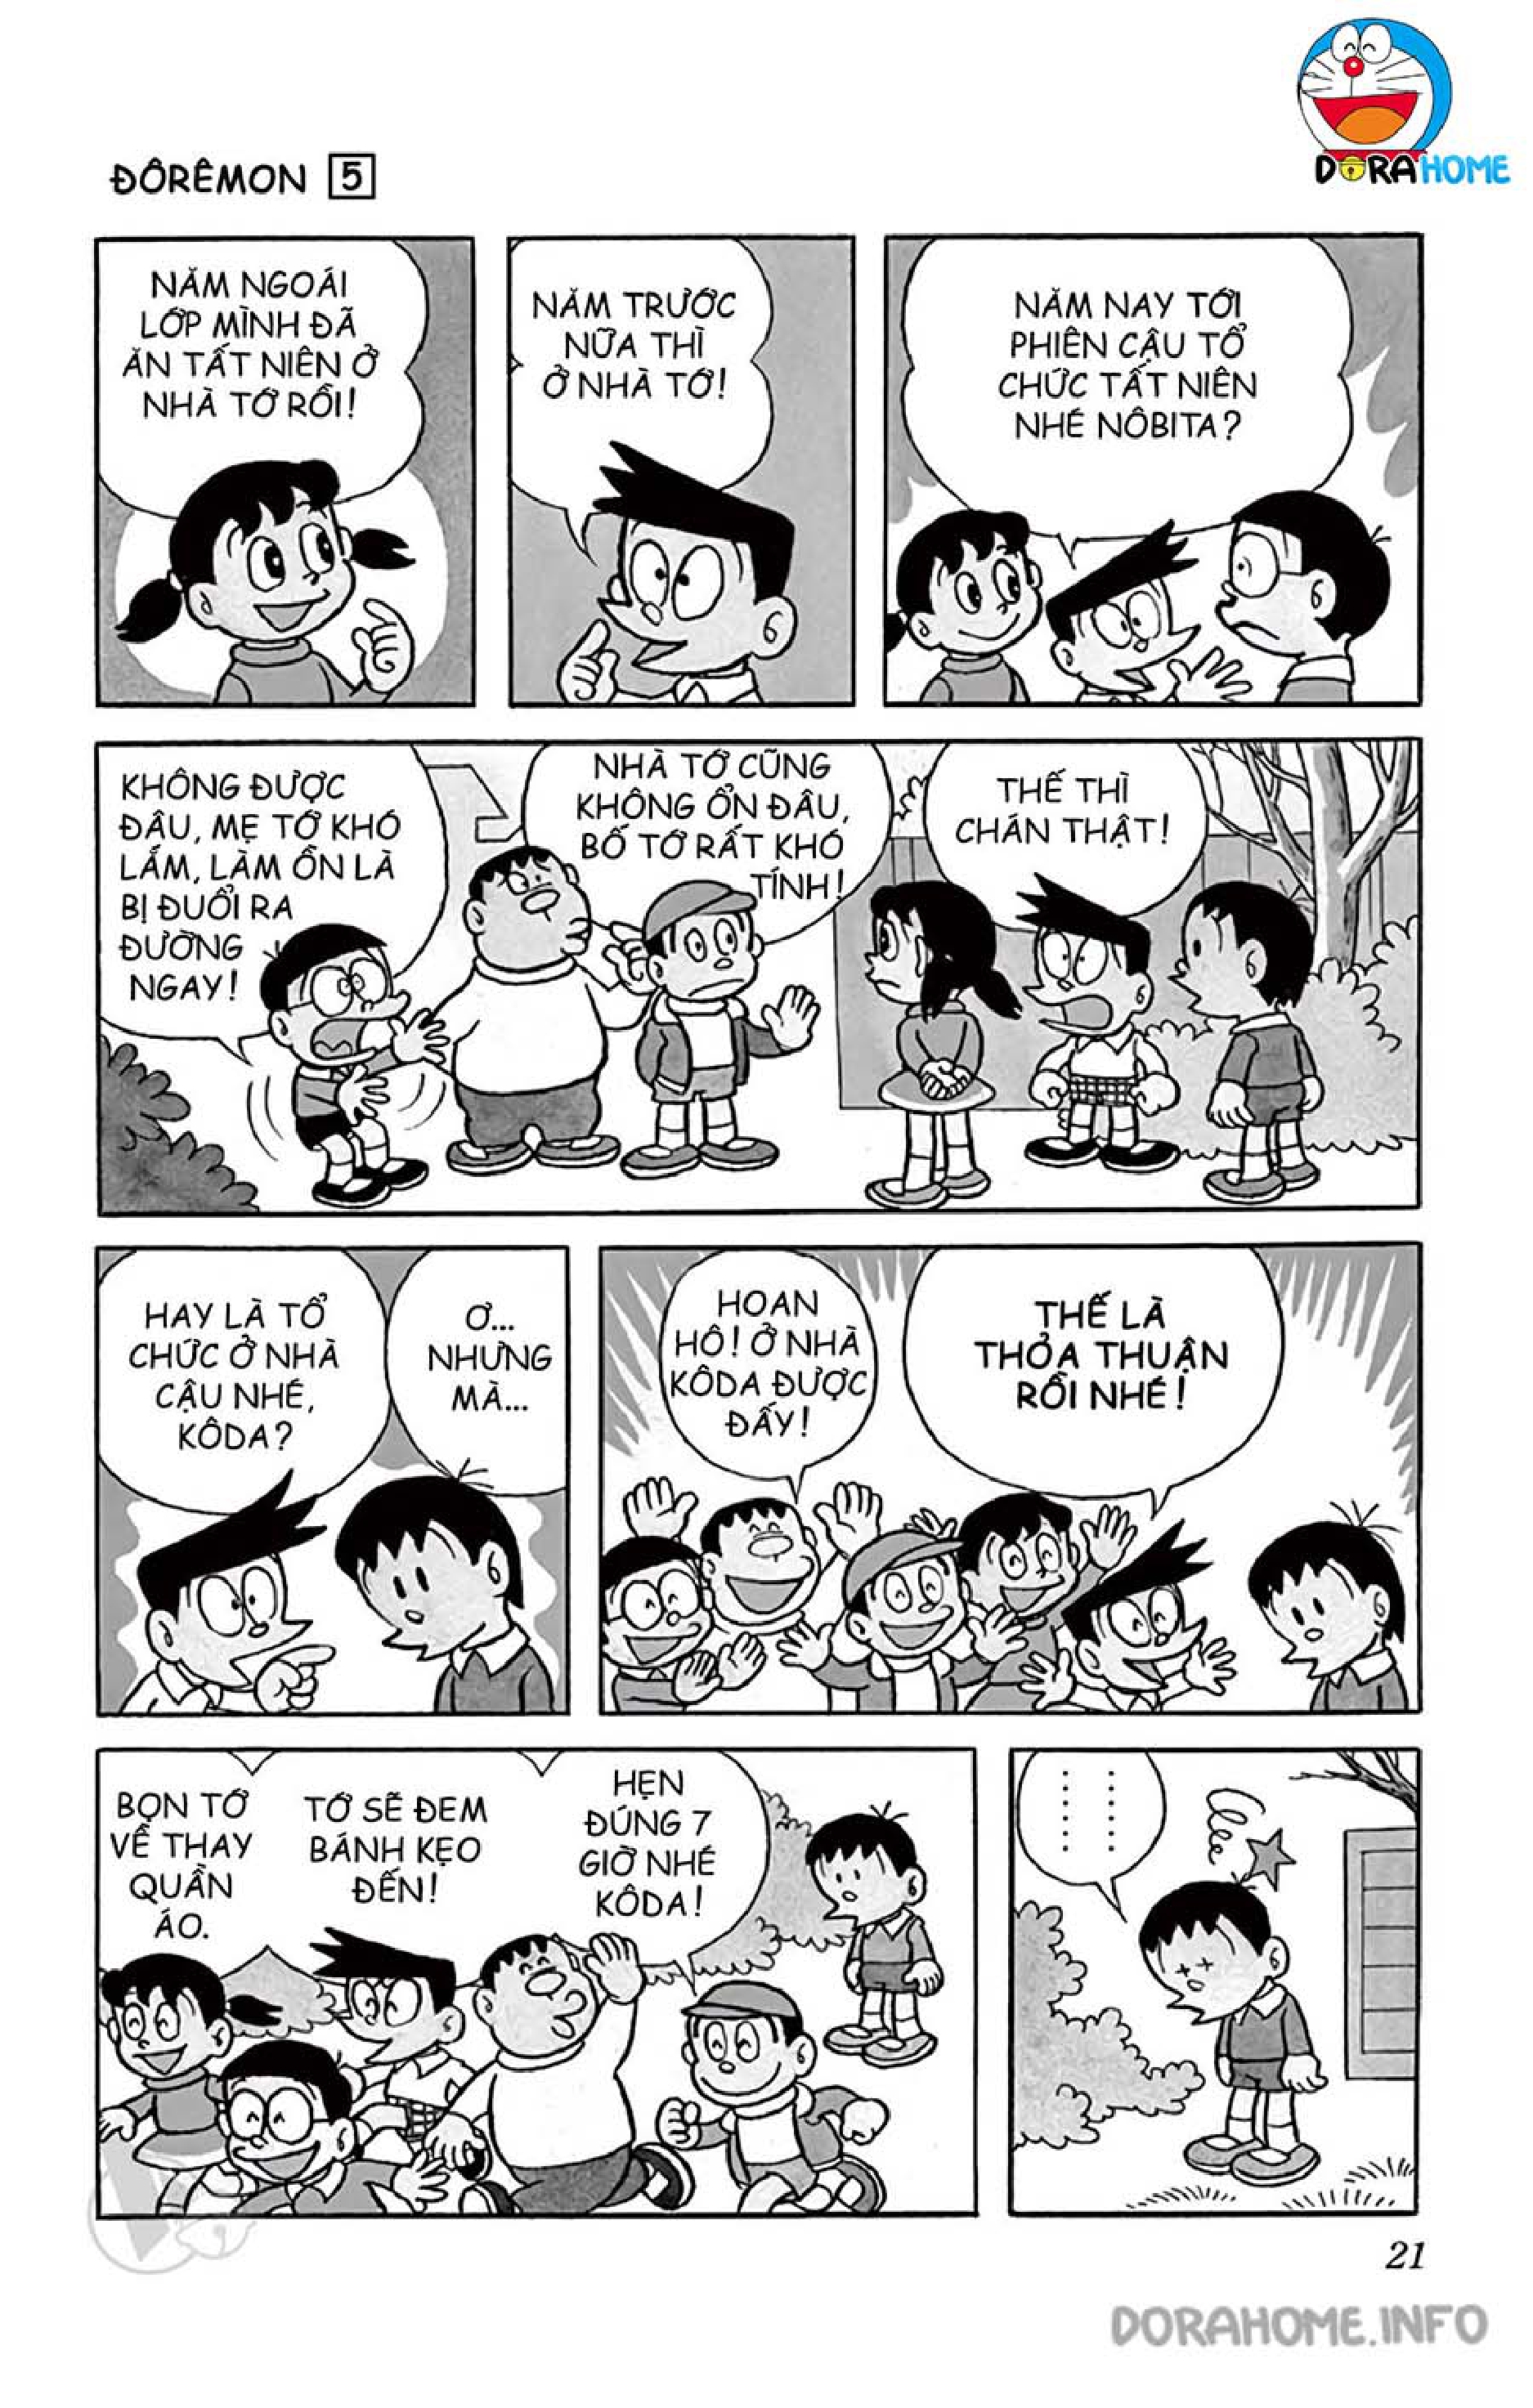 DORAHOME
ĐÔRÊMON 5
NĂM NGOÁI
LỚP MÌNH ĐÃ
ĂN TẤT NIÊN Ở
NHÀ TỚ RỒI!
NĂM TRƯỚC
NỮA THÌ
Ở NHÀ TỚ!
NĂM NAY TỚI
PHIÊN CẬU TỔ
CHỨC TẤT NIÊN
NHÉ NÔBITA?
KHÔNG ĐƯỢC
ĐÂU, MẸ TỚ KHÓ
LẮM, LÀM ỒN LÀ
BỊ ĐUỔI RA
ĐƯỜNG
NGAY!
NHÀ TỚ CŨNG
KHÔNG ỔN ĐÂU,
BỐ TỚ RẤT KHÓ
TÍNH!
THẾ THÌ
CHÁN THẬT!
HAY LÀ TỔ
CHỨC Ở NHÀ
CẬU NHÉ,
KÔDA?
Ơ...
NHƯNG
MÀ...
HOAN
HÔ! Ở NHÀ
KÔDA ĐƯỢC
ĐẤY!
THẾ LÀ
THỎA THUẬN
RỒI NHÉ!
BỌN TỚ
VỀ THAY
QUẦN
ÁO.
TỚ SẼ ĐEM
BÁNH KẸO
ĐẾN!
HẸN
ĐÚNG 7
GIỜ NHÉ
KÔDA!
21
DORAHOME.INFO